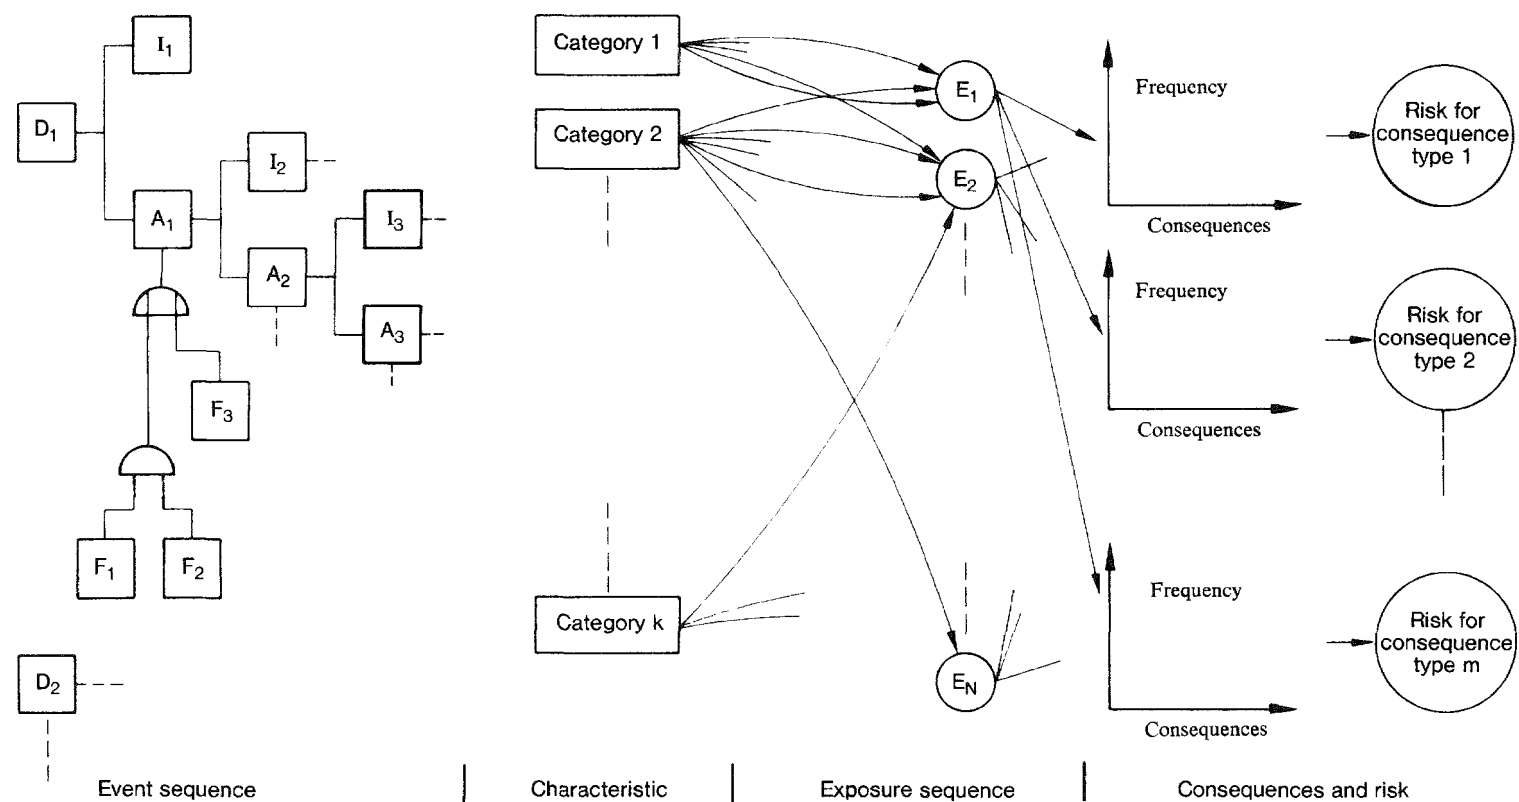 I1
D1
I2
A1
I3
A2
A3
F3
F1
F2
D2
Event sequence
Category 1
Category 2
Category k
Characteristic
E1
E2
EN
Exposure sequence
Frequency
Consequences
Risk for
consequence
type 1
Frequency
Consequences
Risk for
consequence
type 2
Frequency
Consequences
Risk for
consequence
type m
Consequences and risk